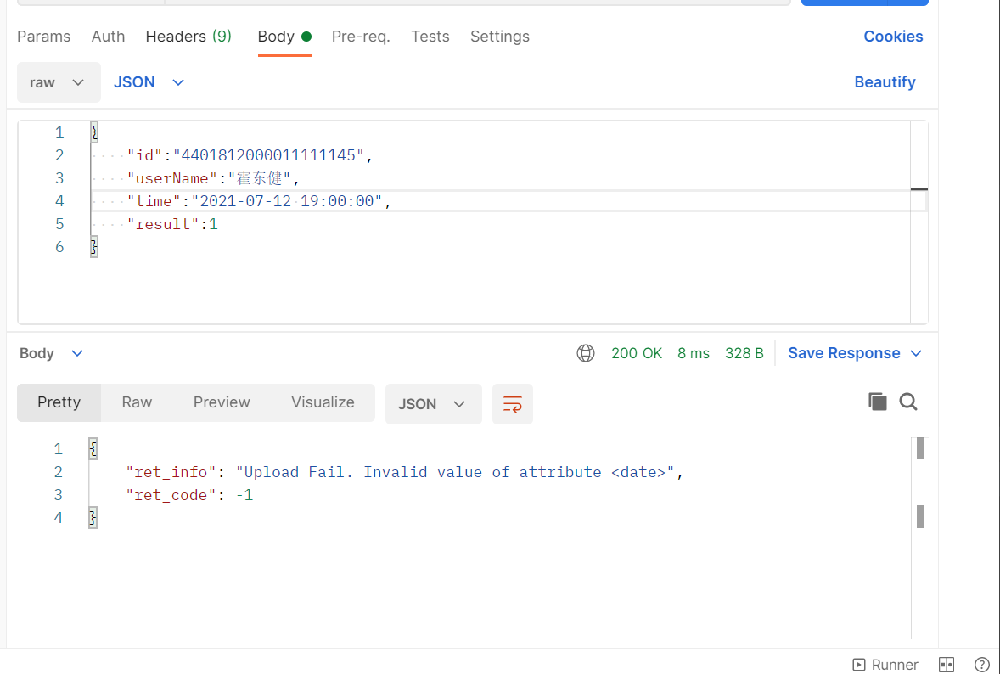 Params Auth Headers (9) Body Pre-req. Tests Settings Cookies
raw JSON Beautify
1 {
2 "id":"4401812000011111145",
3 "userName":"霍东健",
4 "time":"2021-07-12 19:00:00",
5 "result":1
6 }
Body 200 OK 8 ms 328 B Save Response
Pretty Raw Preview Visualize JSON
1 {
2 "ret_info": "Upload Fail. Invalid value of attribute <date>",
3 "ret_code": -1
4 }
Runner